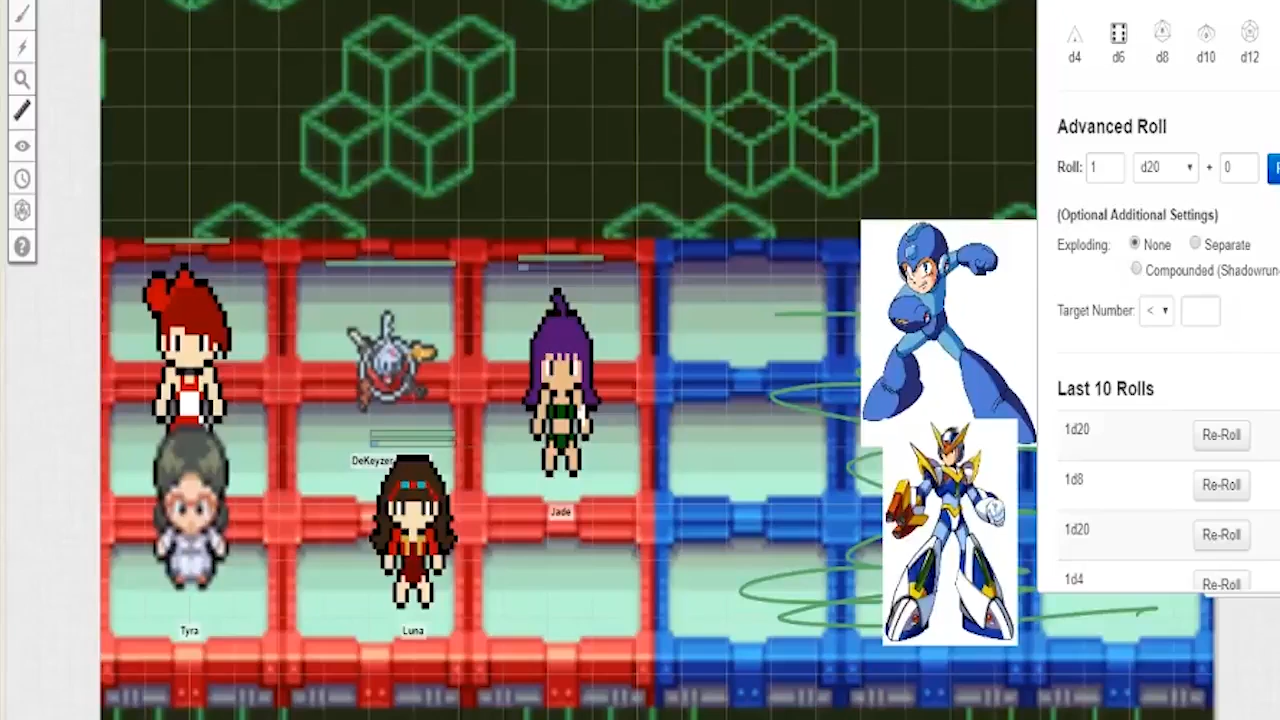 d4 d6 d8 d10 d12
Advanced Roll
Roll: 1 d20 + 0
(Optional Additional Settings)
Exploding: None Separate
Compounded (Shadowrun
Target Number: <
Last 10 Rolls
1d20 Re-Roll
1d8 Re-Roll
1d20 Re-Roll
1d4 Re-Roll
DeKeyzer
Jade
Tyra
Luna